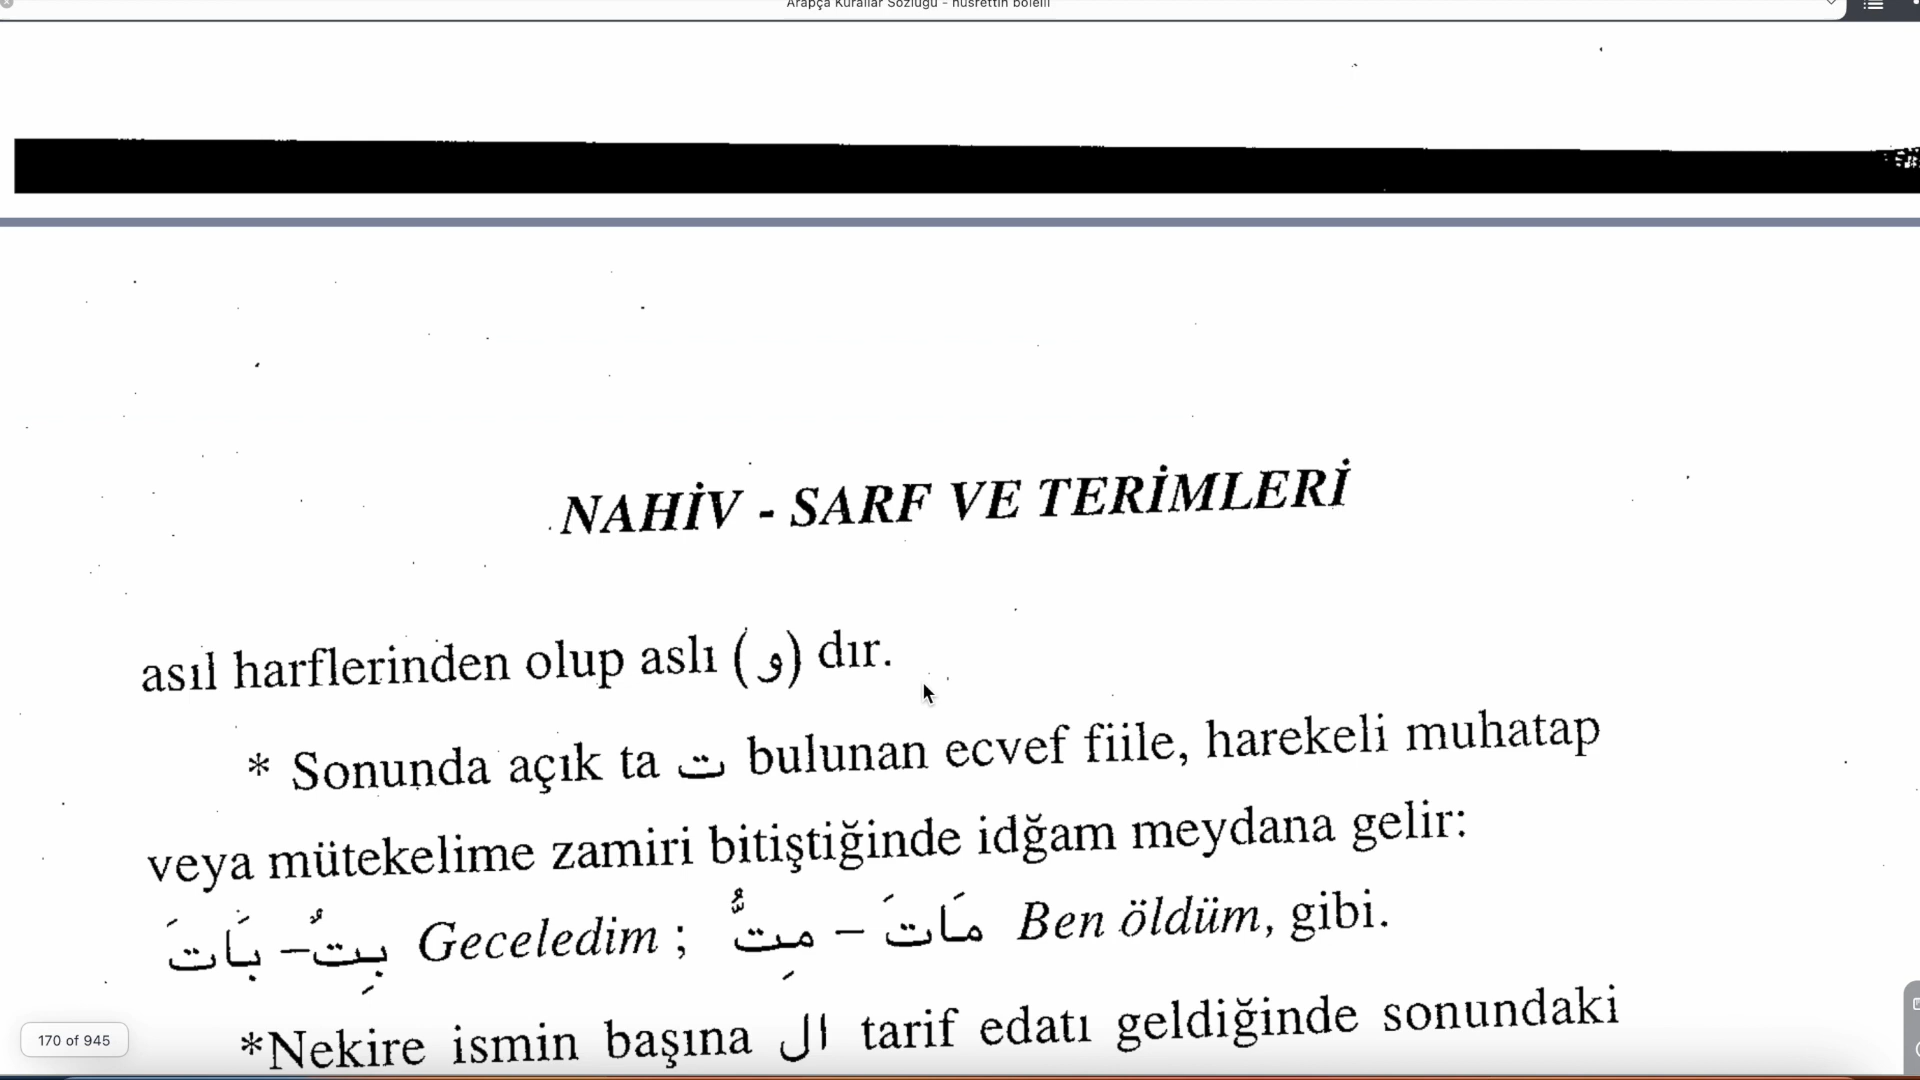 Arapça Kurallar Sözlüğü - nusrettin bolelli
NAHİV - SARF VE TERİMLERİ
asıl harflerinden olup aslı (و) dır.
* Sonunda açık ta ت bulunan ecvef fiile, harekeli muhatap
veya mütekelime zamiri bitiştiğinde idğam meydana gelir:
بَاتَ – بِتُّ Geceledim ; مَاتَ – مِتُّ Ben öldüm, gibi.
*Nekire ismin başına ال tarif edatı geldiğinde sonundaki
170 of 945